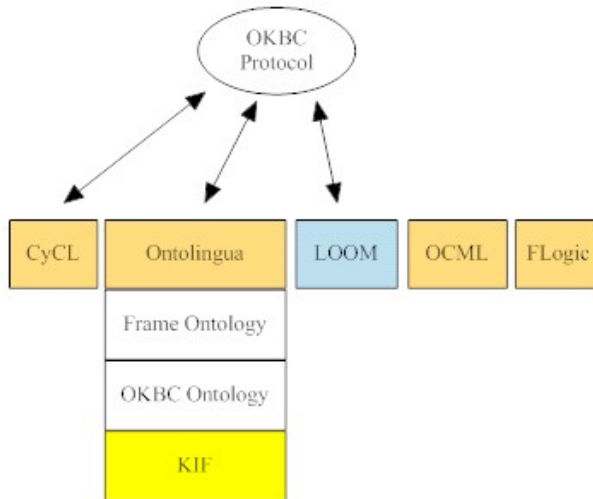 OKBC
Protocol
CyCL Ontolingua LOOM OCML FLogic
Frame Ontology
OKBC Ontology
KIF